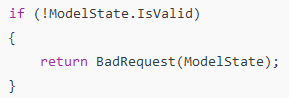 if (!ModelState.IsValid)
{
    return BadRequest(ModelState);
}